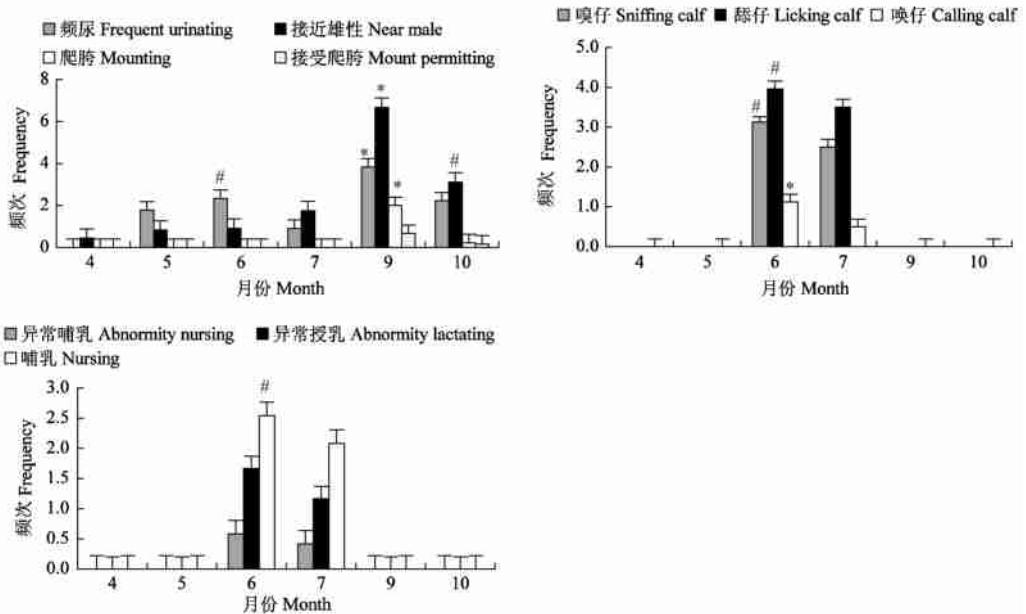 频尿 Frequent urinating 接近雄性 Near male
爬胯 Mounting 接受爬胯 Mount permitting
频次 Frequency
8
6
4
2
0
* * *
# #
4 5 6 7 9 10
月份 Month
嗅仔 Sniffing calf 舔仔 Licking calf 唤仔 Calling calf
频次 Frequency
5.0
4.0
3.0
2.0
1.0
0.0
# # *
4 5 6 7 9 10
月份 Month
异常哺乳 Abnormity nursing 异常授乳 Abnormity lactating
哺乳 Nursing
频次 Frequency
3.0
2.5
2.0
1.5
1.0
0.5
0.0
#
4 5 6 7 9 10
月份 Month